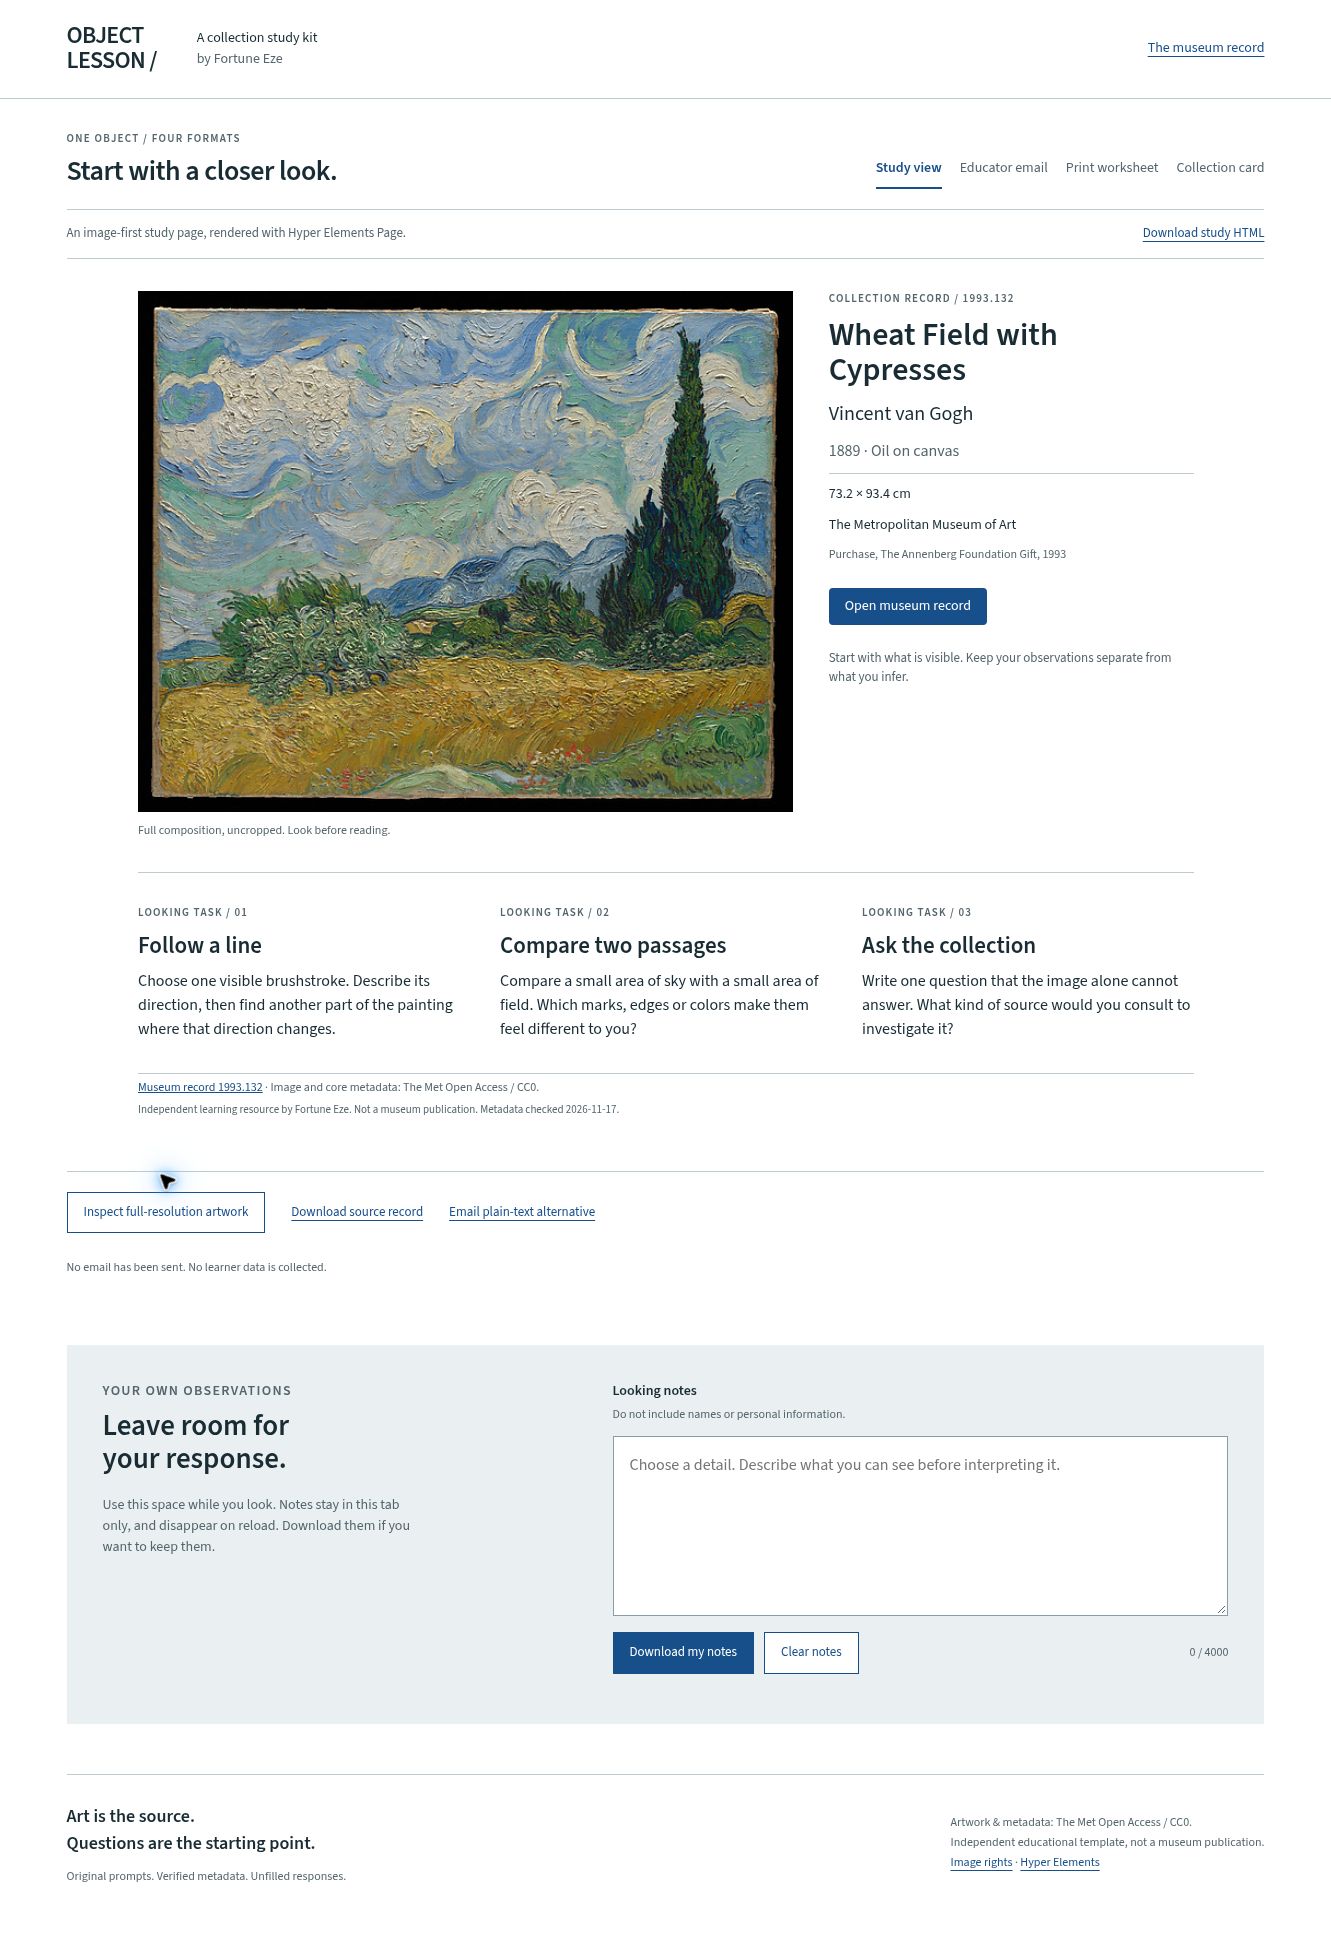 OBJECT
LESSON /
A collection study kit
by Fortune Eze
The museum record
ONE OBJECT / FOUR FORMATS
Start with a closer look.
Study view
Educator email
Print worksheet
Collection card
An image-first study page, rendered with Hyper Elements Page.
Download study HTML
COLLECTION RECORD / 1993.132
Wheat Field with
Cypresses
Vincent van Gogh
1889 · Oil on canvas
73.2 × 93.4 cm
The Metropolitan Museum of Art
Purchase, The Annenberg Foundation Gift, 1993
Open museum record
Start with what is visible. Keep your observations separate from
what you infer.
Full composition, uncropped. Look before reading.
LOOKING TASK / 01
Follow a line
Choose one visible brushstroke. Describe its
direction, then find another part of the painting
where that direction changes.
LOOKING TASK / 02
Compare two passages
Compare a small area of sky with a small area of
field. Which marks, edges or colors make them
feel different to you?
LOOKING TASK / 03
Ask the collection
Write one question that the image alone cannot
answer. What kind of source would you consult to
investigate it?
Museum record 1993.132 · Image and core metadata: The Met Open Access / CC0.
Independent learning resource by Fortune Eze. Not a museum publication. Metadata checked 2026-11-17.
Inspect full-resolution artwork
Download source record
Email plain-text alternative
No email has been sent. No learner data is collected.
YOUR OWN OBSERVATIONS
Leave room for
your response.
Use this space while you look. Notes stay in this tab
only, and disappear on reload. Download them if you
want to keep them.
Looking notes
Do not include names or personal information.
Choose a detail. Describe what you can see before interpreting it.
Download my notes
Clear notes
0 / 4000
Art is the source.
Questions are the starting point.
Original prompts. Verified metadata. Unfilled responses.
Artwork & metadata: The Met Open Access / CC0.
Independent educational template, not a museum publication.
Image rights · Hyper Elements